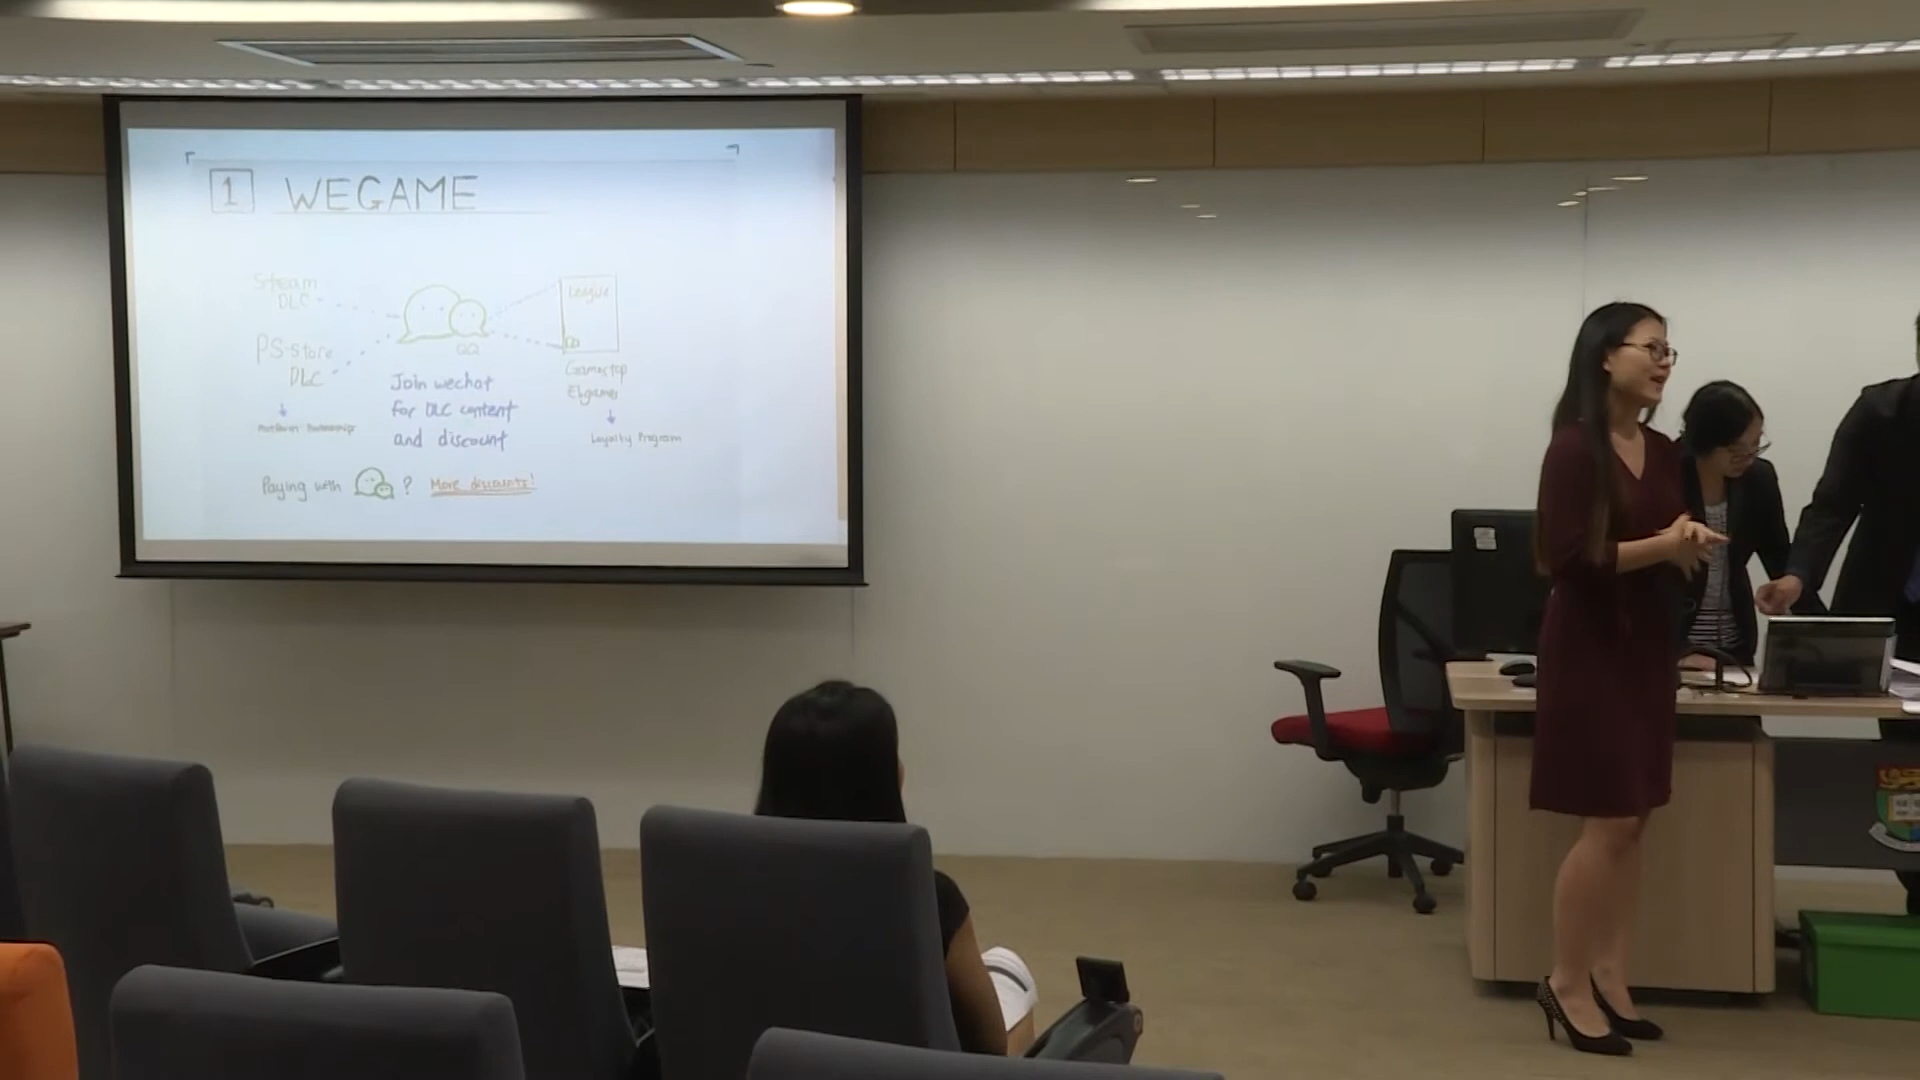 1 WEGAME
Steam
DLC
PS-Store
DLC
QQ
League
Gamestop
Ebgames
Join wechat
for DLC content
and discount
Loyalty Program
Paying with ? More discounts!